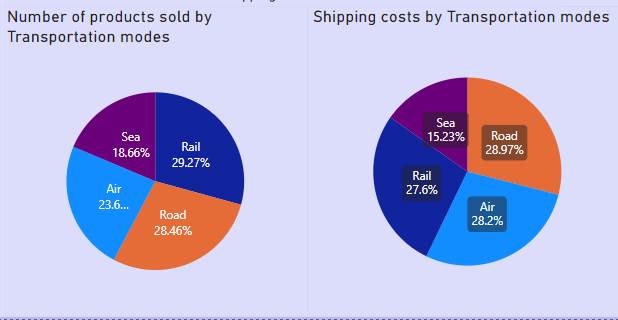 Number of products sold by
Transportation modes
Sea
18.66%
Rail
29.27%
Air
23.6...
Road
28.46%
Shipping costs by Transportation modes
Sea
15.23%
Road
28.97%
Rail
27.6%
Air
28.2%